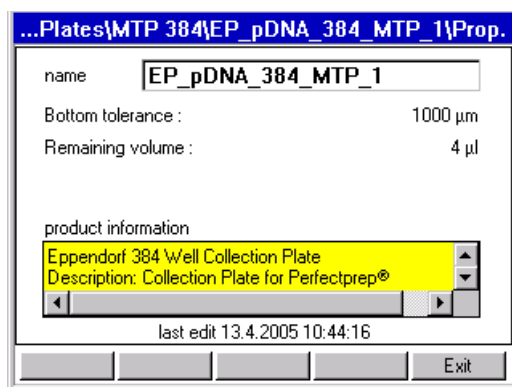 ...Plates\MTP 384\EP_pDNA_384_MTP_1\Prop.
name EP_pDNA_384_MTP_1
Bottom tolerance : 1000 µm
Remaining volume : 4 µl
product information
Eppendorf 384 Well Collection Plate
Description: Collection Plate for Perfectprep®
last edit 13.4.2005 10:44:16
Exit